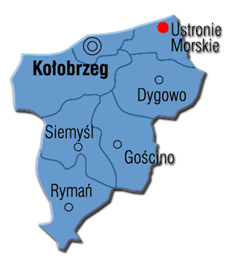 Ustronie
Morskie
Kołobrzeg
Dygowo
Siemyśl
Gościno
Rymań